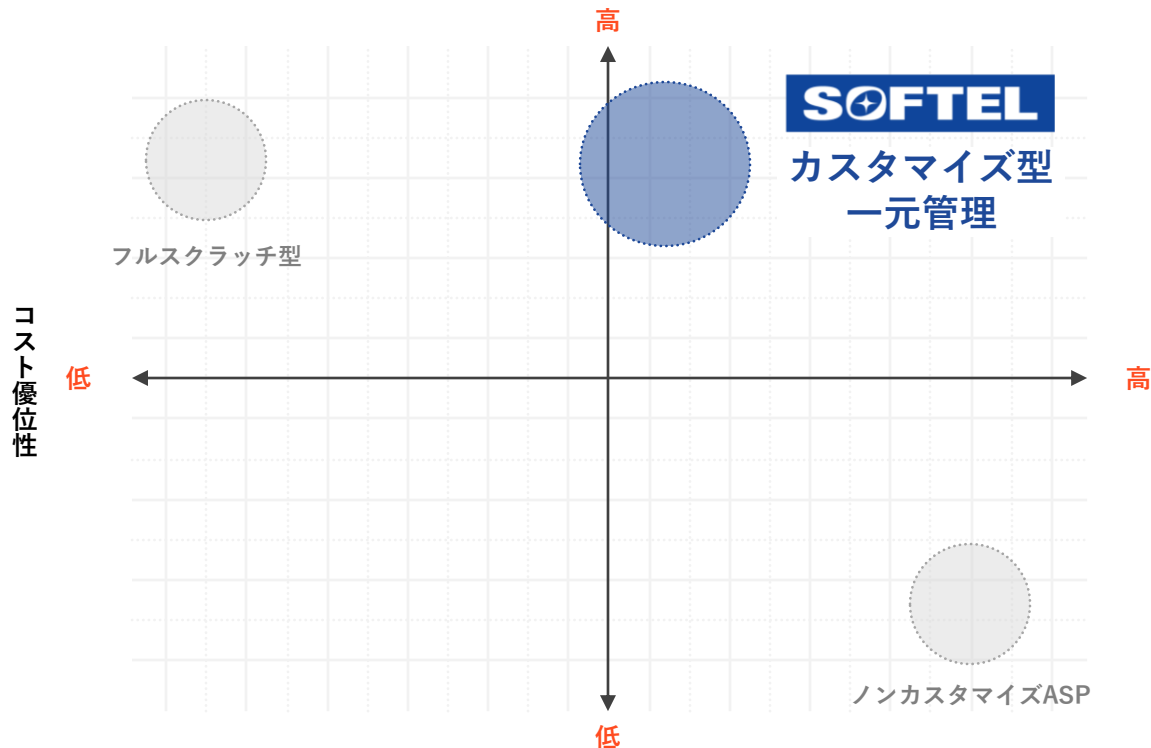 高
SOFTEL
カスタマイズ型
一元管理
フルスクラッチ型
コスト優位性
低
高
ノンカスタマイズASP
低